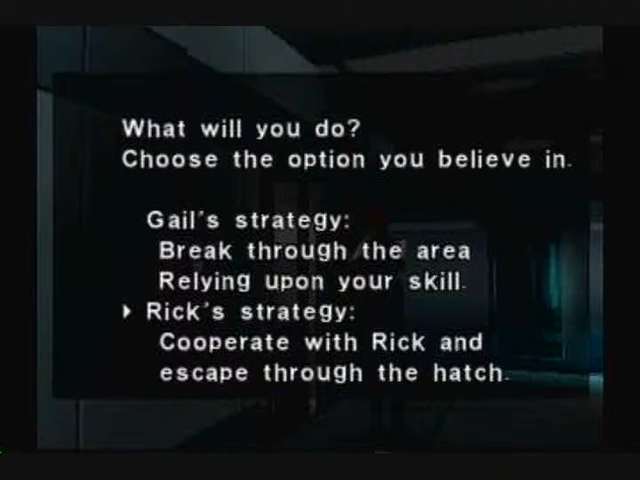 What will you do?
Choose the option you believe in.
Gail's strategy:
Break through the area
Relying upon your skill.
Rick's strategy:
Cooperate with Rick and
escape through the hatch.